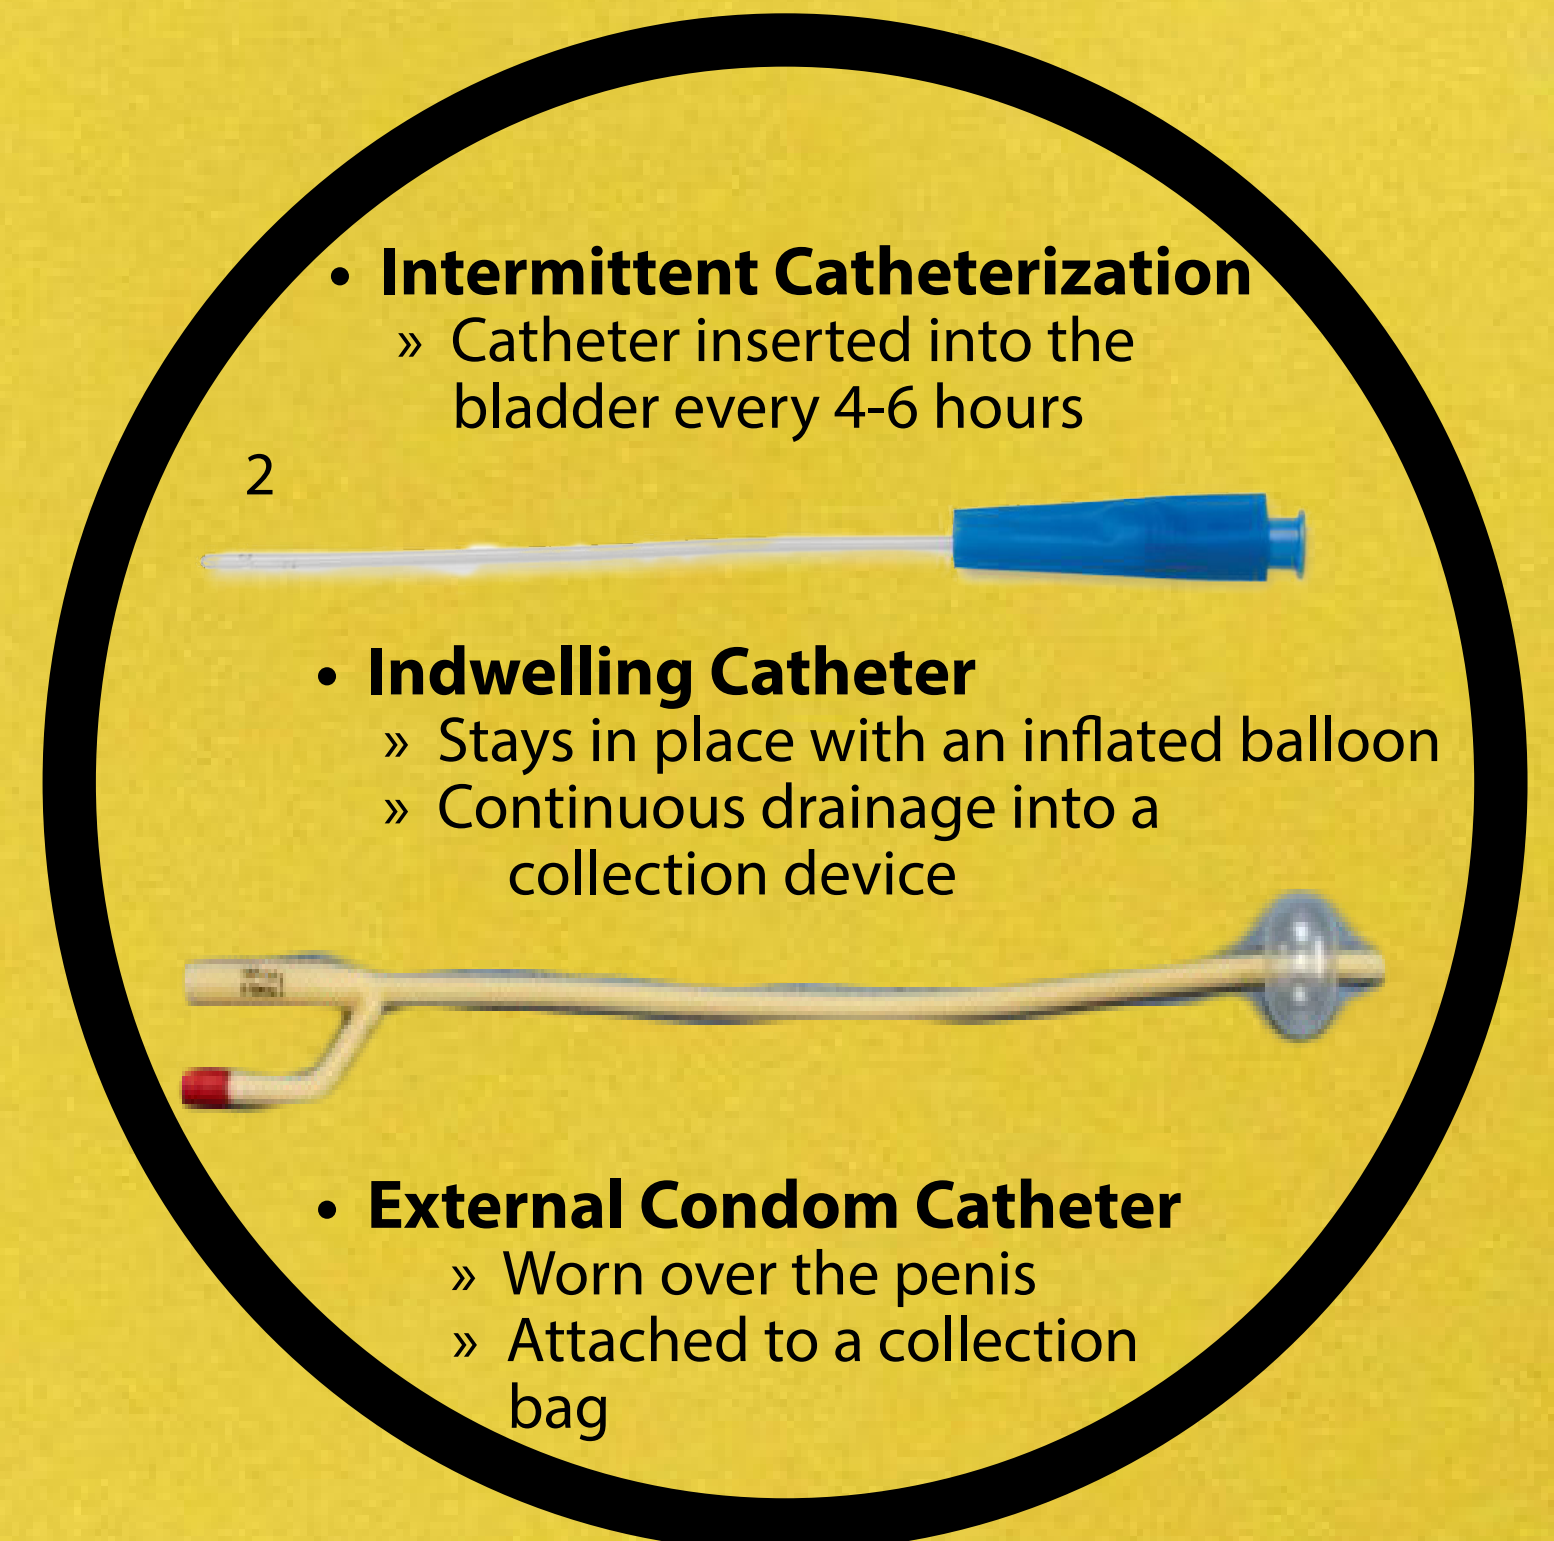 • Intermittent Catheterization
» Catheter inserted into the
bladder every 4-6 hours
2
• Indwelling Catheter
» Stays in place with an inflated balloon
» Continuous drainage into a
collection device
• External Condom Catheter
» Worn over the penis
» Attached to a collection
bag